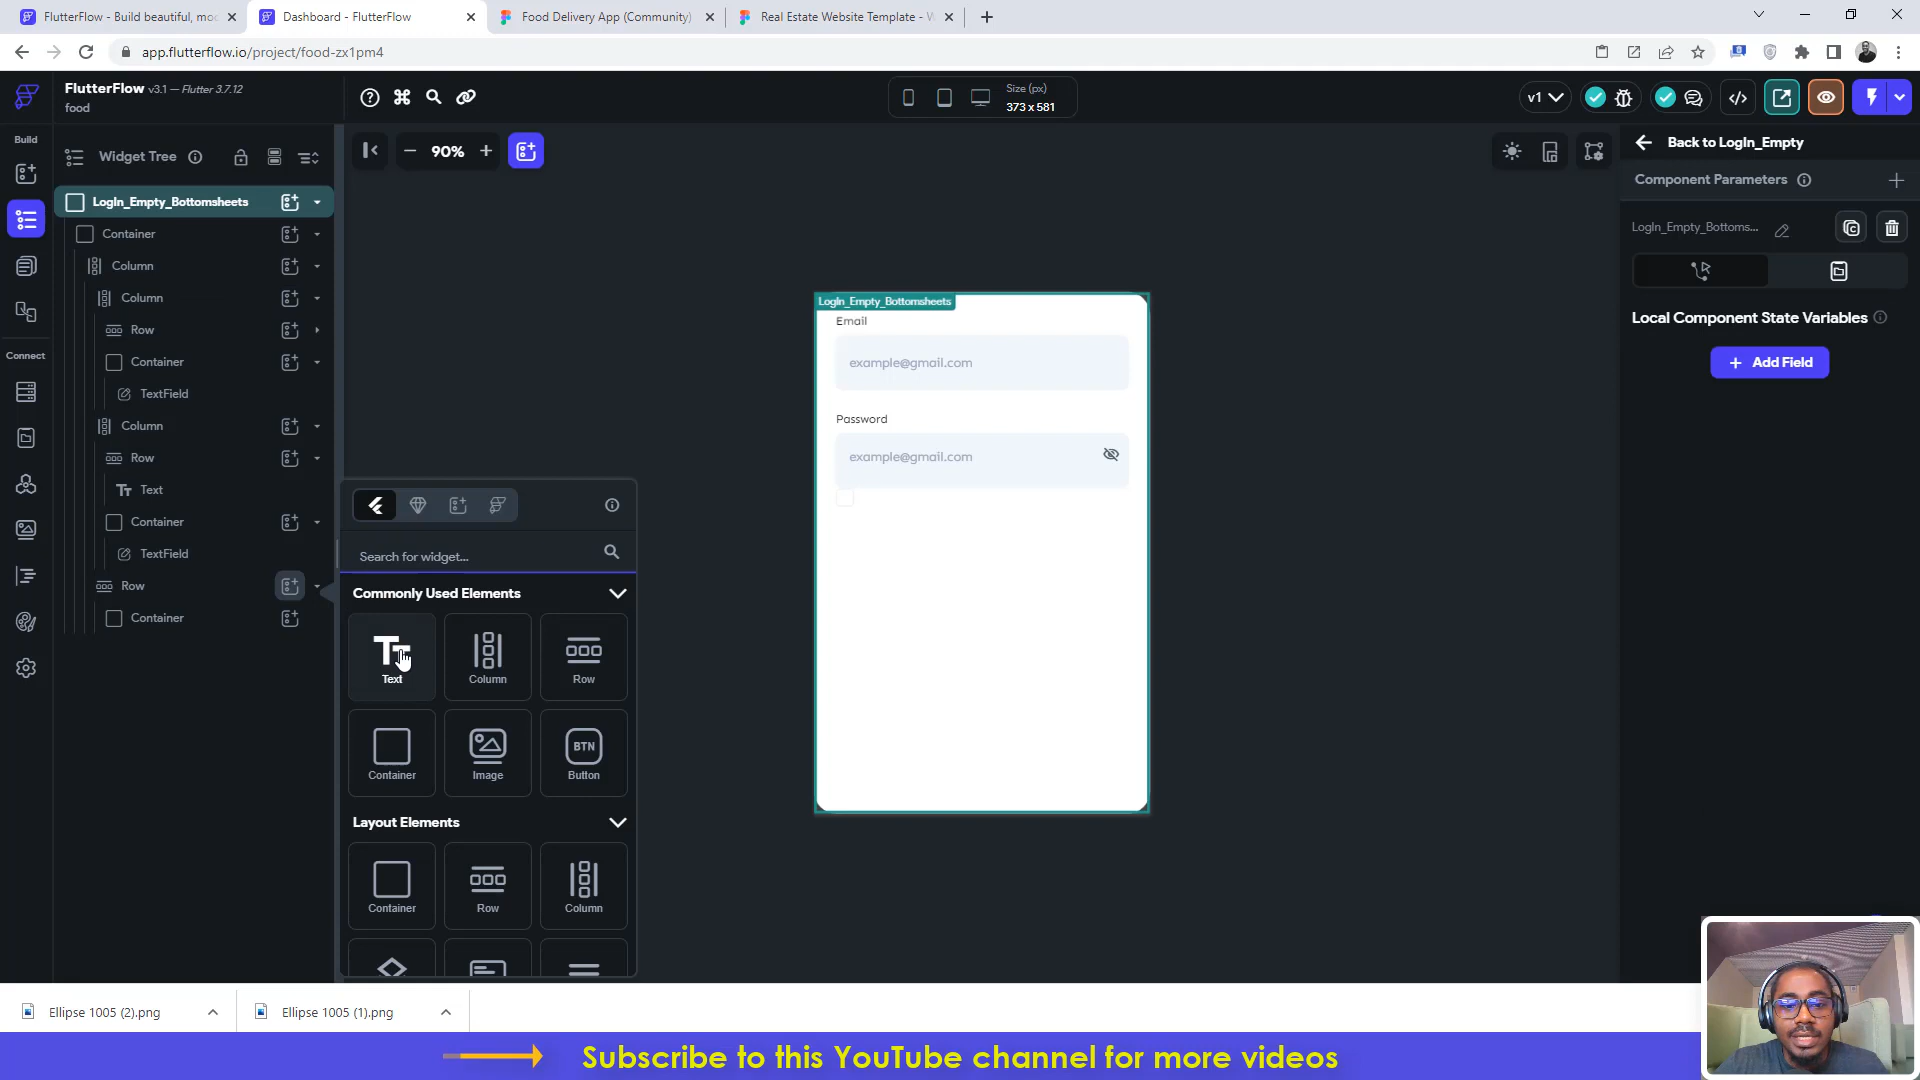 FlutterFlow - Build beautiful, mo
Dashboard - FlutterFlow
Food Delivery App (Community)
Real Estate Website Template - W
app.flutterflow.io/project/food-zx1pm4
FlutterFlow v3.1 — Flutter 3.7.12
food
Size (px)
373 x 581
v1
Build
Widget Tree
90%
Back to LogIn_Empty
Component Parameters
LogIn_Empty_Bottomsheets
LogIn_Empty_Bottoms...
Container
Column
Column
Row
Container
TextField
Column
Row
Text
Container
TextField
Row
Container
Connect
Local Component State Variables
Add Field
LogIn_Empty_Bottomsheets
Email
example@gmail.com
Password
example@gmail.com
Search for widget...
Commonly Used Elements
Text
Column
Row
Container
Image
BTN
Button
Layout Elements
Container
Row
Column
Ellipse 1005 (2).png
Ellipse 1005 (1).png
Subscribe to this YouTube channel for more videos